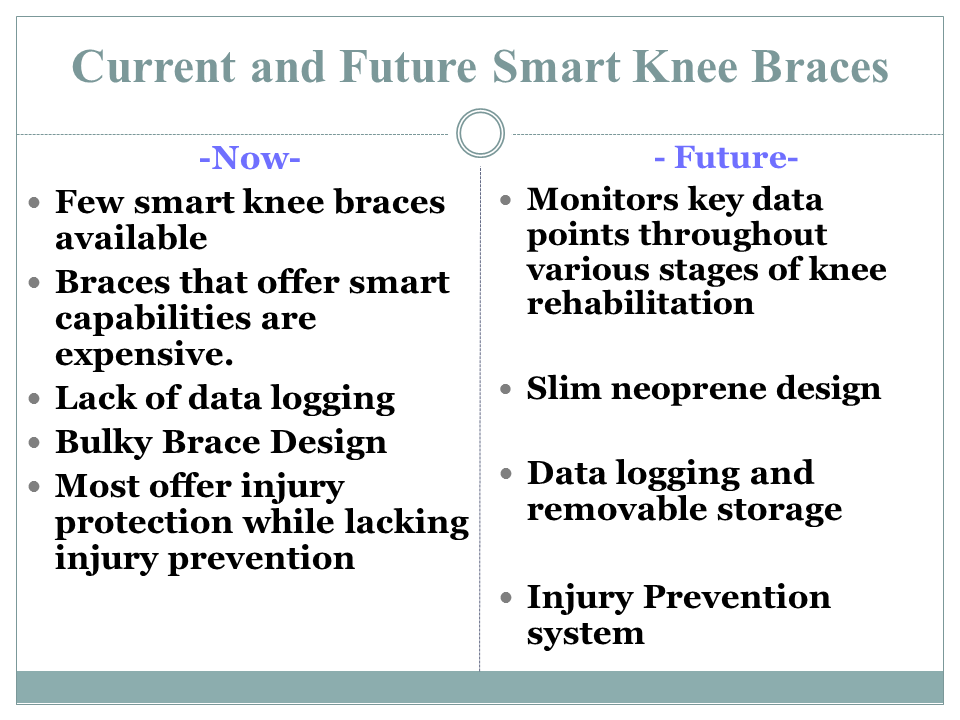 Current and Future Smart Knee Braces
-Now-
• Few smart knee braces
available
• Braces that offer smart
capabilities are
expensive.
• Lack of data logging
• Bulky Brace Design
• Most offer injury
protection while lacking
injury prevention
- Future-
• Monitors key data
points throughout
various stages of knee
rehabilitation
• Slim neoprene design
• Data logging and
removable storage
• Injury Prevention
system